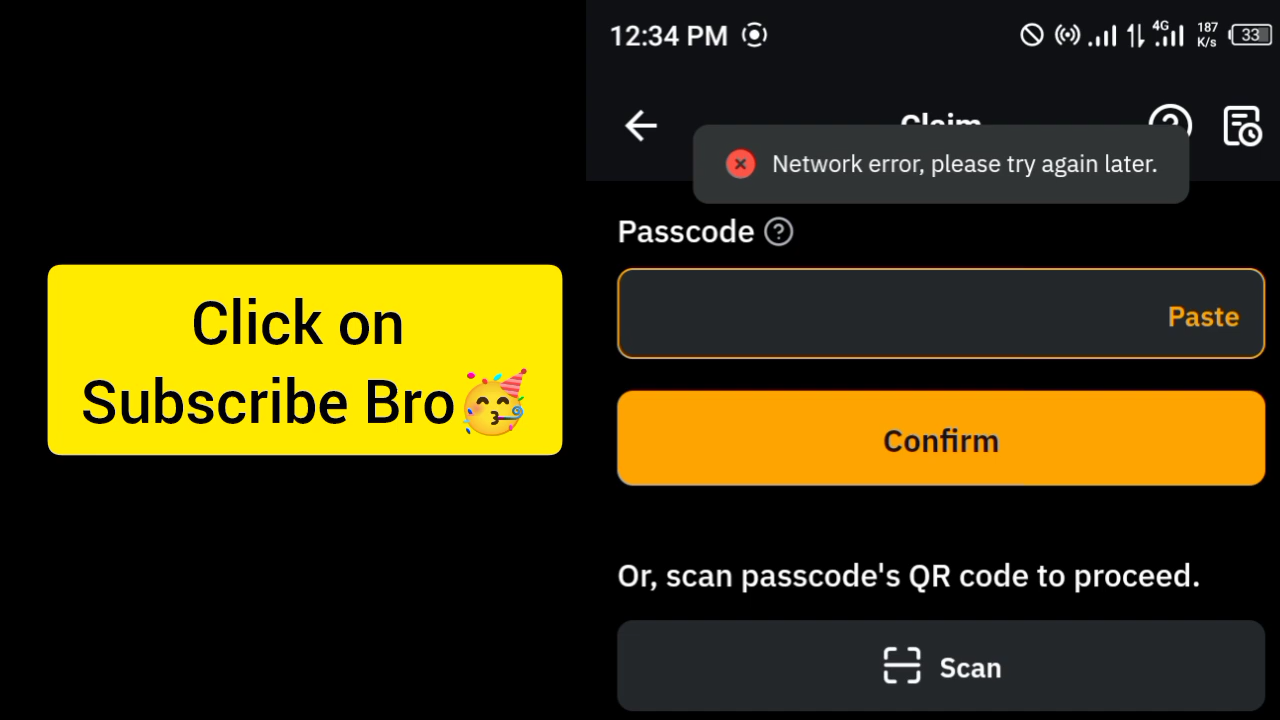 12:34 PM
4G
187
K/s
33
Claim
Network error, please try again later.
Passcode
Paste
Confirm
Or, scan passcode's QR code to proceed.
Scan
Click on
Subscribe Bro🥳